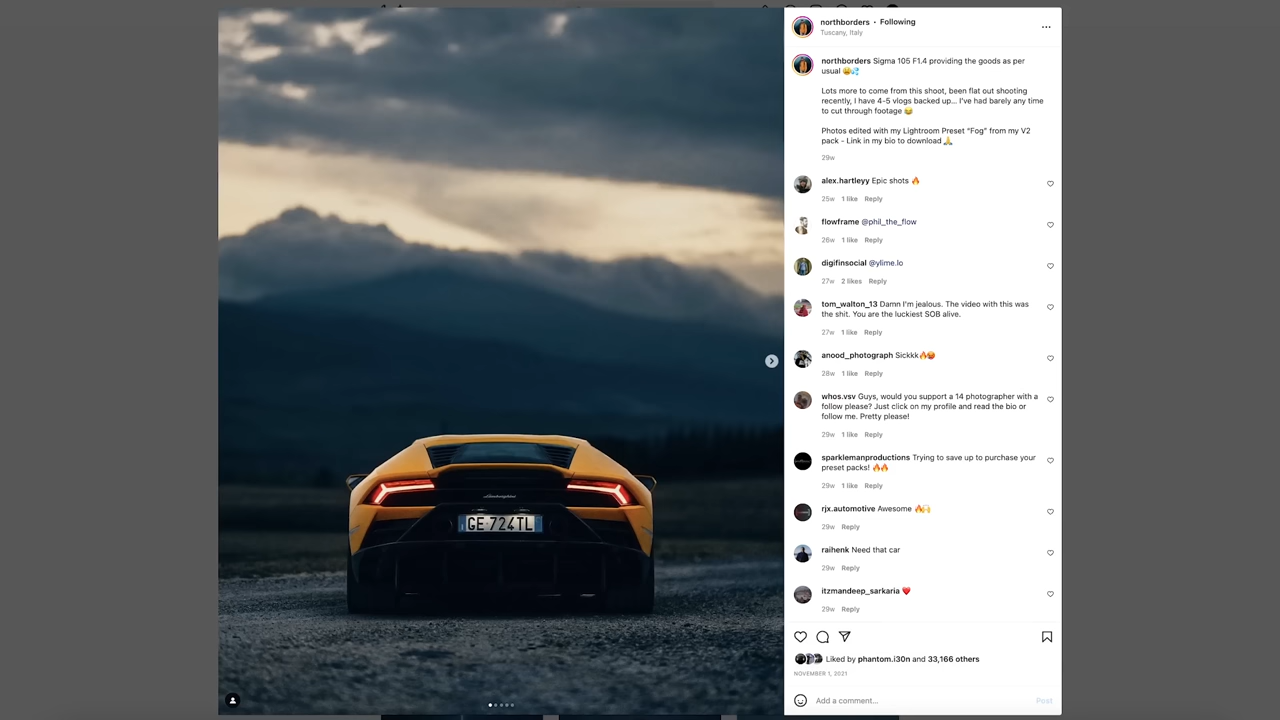 northborders • Following
Tuscany, Italy
northborders Sigma 105 F1.4 providing the goods as per
usual 😄💦
Lots more to come from this shoot, been flat out shooting
recently, I have 4-5 vlogs backed up... I've had barely any time
to cut through footage 😂
Photos edited with my Lightroom Preset "Fog" from my V2
pack - Link in my bio to download 🙏
29w
alex.hartleyy Epic shots 🔥
25w 1 like Reply
flowframe @phil_the_flow
26w 1 like Reply
digifinsocial @ylime.lo
27w 2 likes Reply
tom_walton_13 Damn I'm jealous. The video with this was
the shit. You are the luckiest SOB alive.
27w 1 like Reply
anood_photograph Sickkk🔥🥵
28w 1 like Reply
whos.vsv Guys, would you support a 14 photographer with a
follow please? Just click on my profile and read the bio or
follow me. Pretty please!
29w 1 like Reply
sparklemanproductions Trying to save up to purchase your
preset packs! 🔥🔥
29w 1 like Reply
rjx.automotive Awesome 🔥🙌
29w Reply
raihenk Need that car
29w Reply
itzmandeep_sarkaria ❤️
29w Reply
Liked by phantom.i30n and 33,166 others
NOVEMBER 1, 2021
Add a comment...
Post
Lamborghini
GE 724TL